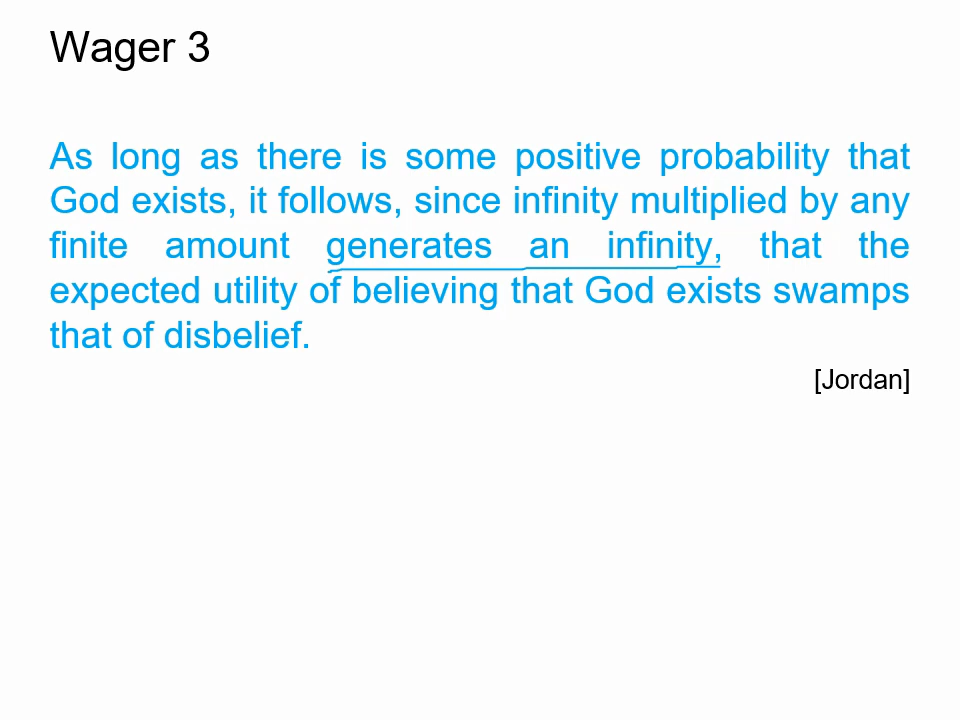 Wager 3
As long as there is some positive probability that
God exists, it follows, since infinity multiplied by any
finite amount generates an infinity, that the
expected utility of believing that God exists swamps
that of disbelief.
[Jordan]